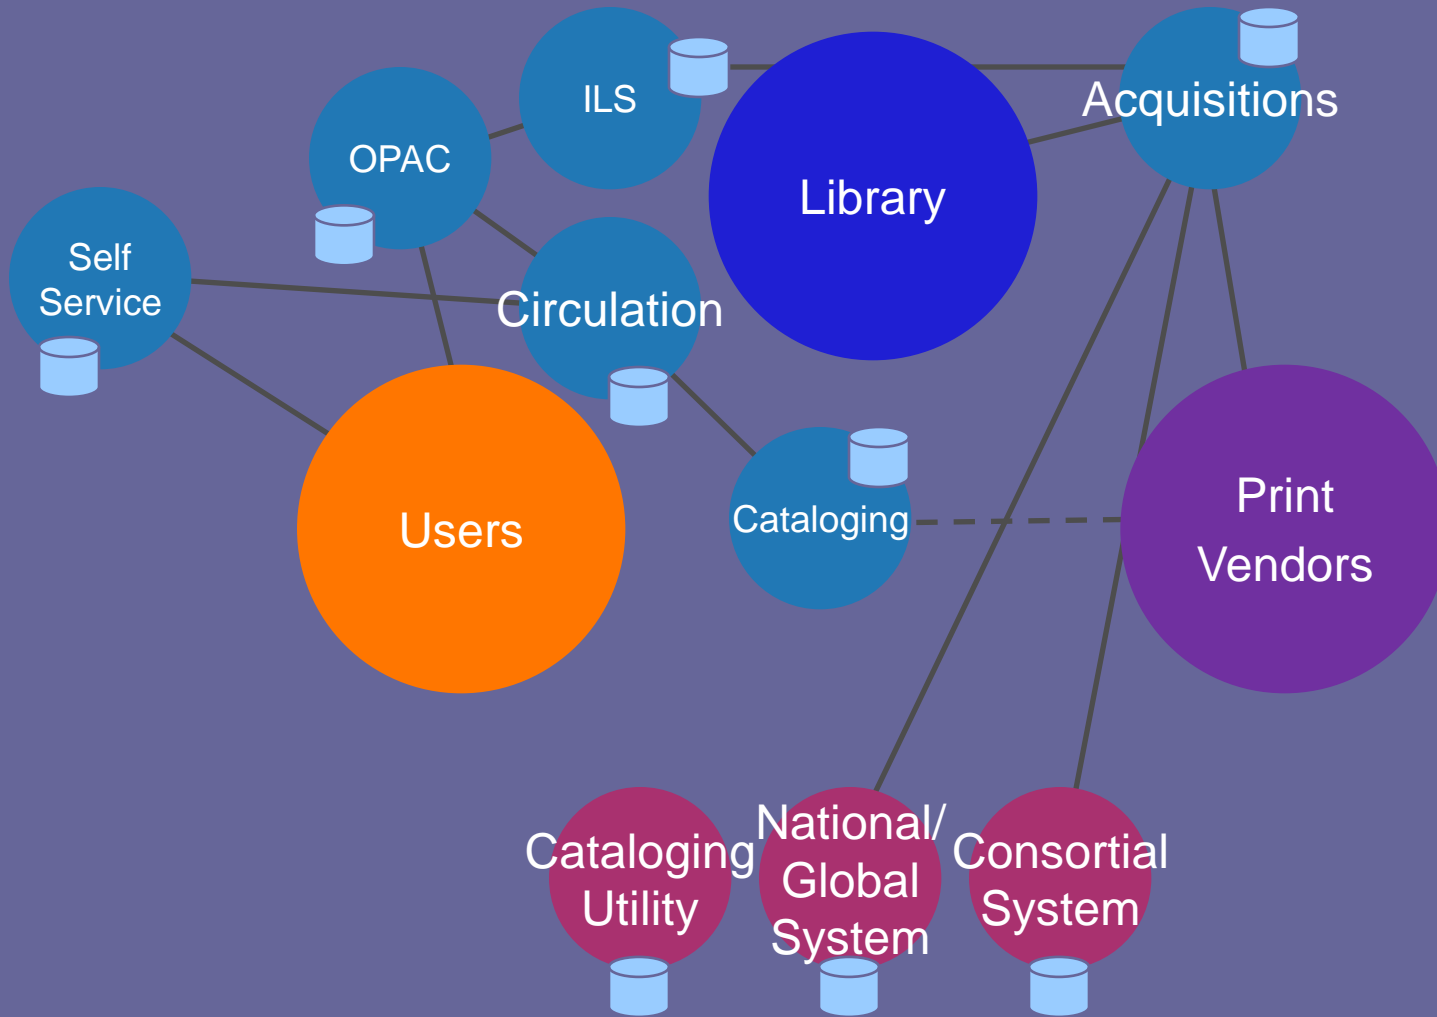 ILS
Acquisitions
OPAC
Library
Self
Service
Circulation
Users
Cataloging
Print
Vendors
Cataloging
Utility
National/
Global
System
Consortial
System